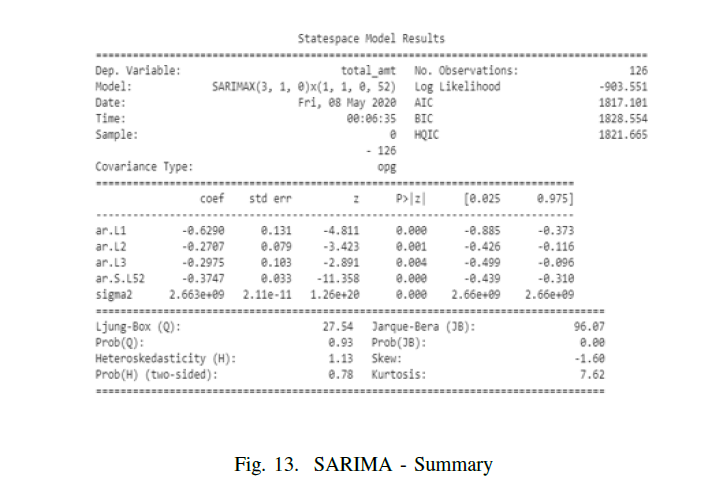 Statespace Model Results
==========================================================================================
Dep. Variable: total_amt No. Observations: 126
Model: SARIMAX(3, 1, 0)x(1, 1, 0, 52) Log Likelihood -903.551
Date: Fri, 08 May 2020 AIC 1817.101
Time: 00:06:35 BIC 1828.554
Sample: 0 HQIC 1821.665
- 126
Covariance Type: opg
==============================================================================
coef std err z P>|z| [0.025 0.975]
------------------------------------------------------------------------------
ar.L1 -0.6290 0.131 -4.811 0.000 -0.885 -0.373
ar.L2 -0.2707 0.079 -3.423 0.001 -0.426 -0.116
ar.L3 -0.2975 0.103 -2.891 0.004 -0.499 -0.096
ar.S.L52 -0.3747 0.033 -11.358 0.000 -0.439 -0.310
sigma2 2.663e+09 2.11e-11 1.26e+20 0.000 2.66e+09 2.66e+09
===================================================================================
Ljung-Box (Q): 27.54 Jarque-Bera (JB): 96.07
Prob(Q): 0.93 Prob(JB): 0.00
Heteroskedasticity (H): 1.13 Skew: -1.60
Prob(H) (two-sided): 0.78 Kurtosis: 7.62
===================================================================================
Fig. 13. SARIMA - Summary